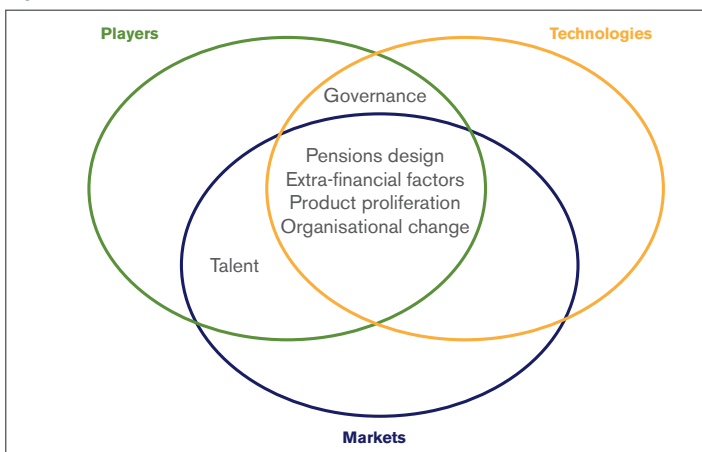 Players
Technologies
Governance
Pensions design
Extra-financial factors
Product proliferation
Organisational change
Talent
Markets